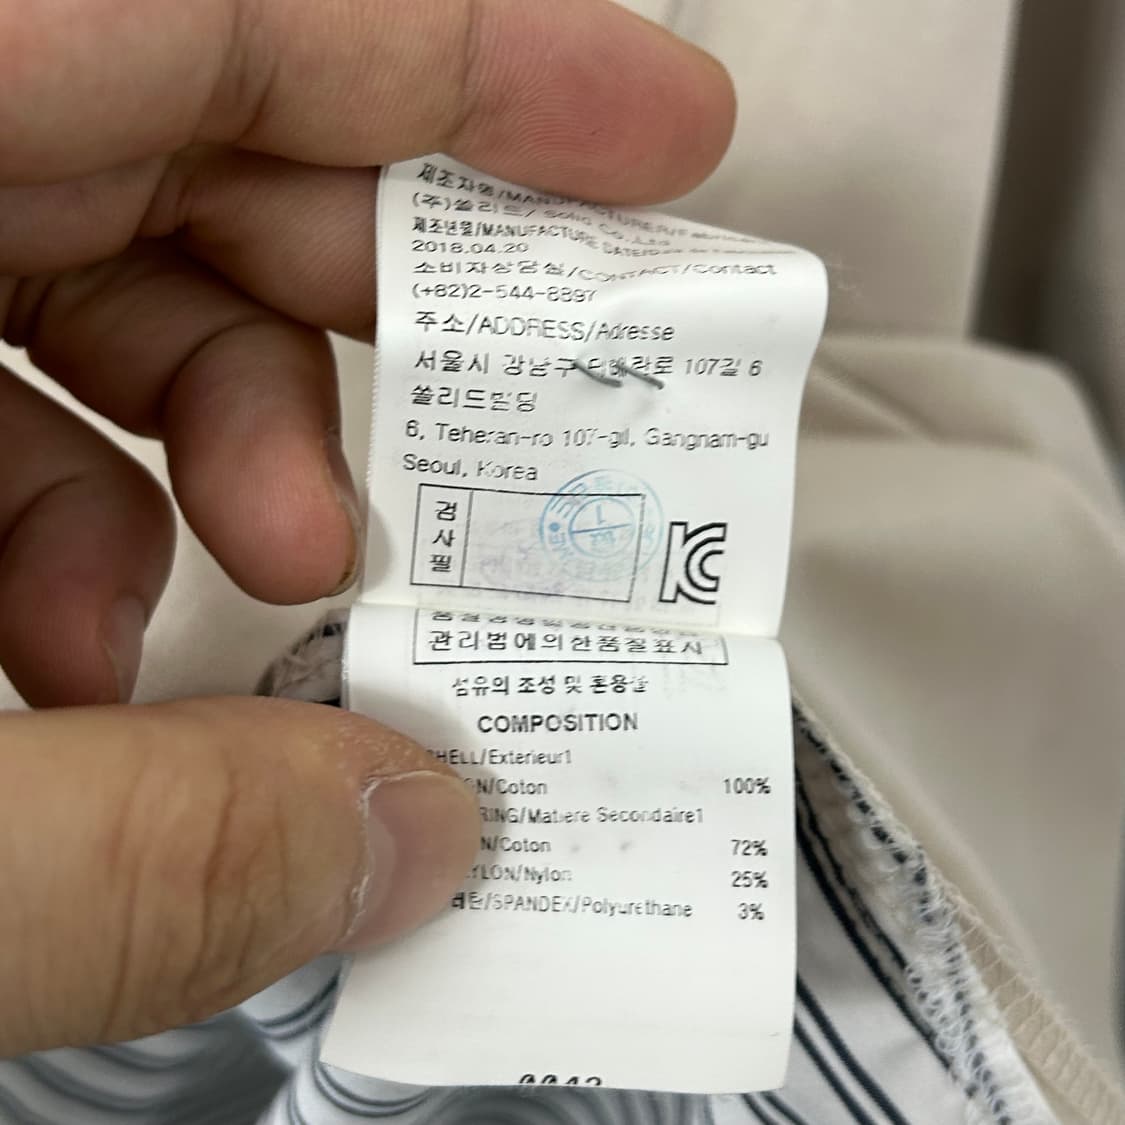 제조자명/MANUFACTURER/Fabricant
(주)쏠리드/ Solid Co.,Ltd
제조년월/MANUFACTURE DATE/
2018.04.20
소비자상담실/CONTACT/Contact
(+82)2-544-8897
주소/ADDRESS/Adresse
서울시 강남구 테헤란로 107길 6
쏠리드빌딩
6, Teheran-ro 107-gil, Gangnam-gu
Seoul, Korea
검
사
필
관리법에의한품질표시
섬유의 조성 및 혼용율
COMPOSITION
HELL/Exterieur1
N/Coton 100%
RING/Matiere Secondaire1
N/Coton 72%
YLON/Nylon 25%
/SPANDEX/Polyurethane 3%